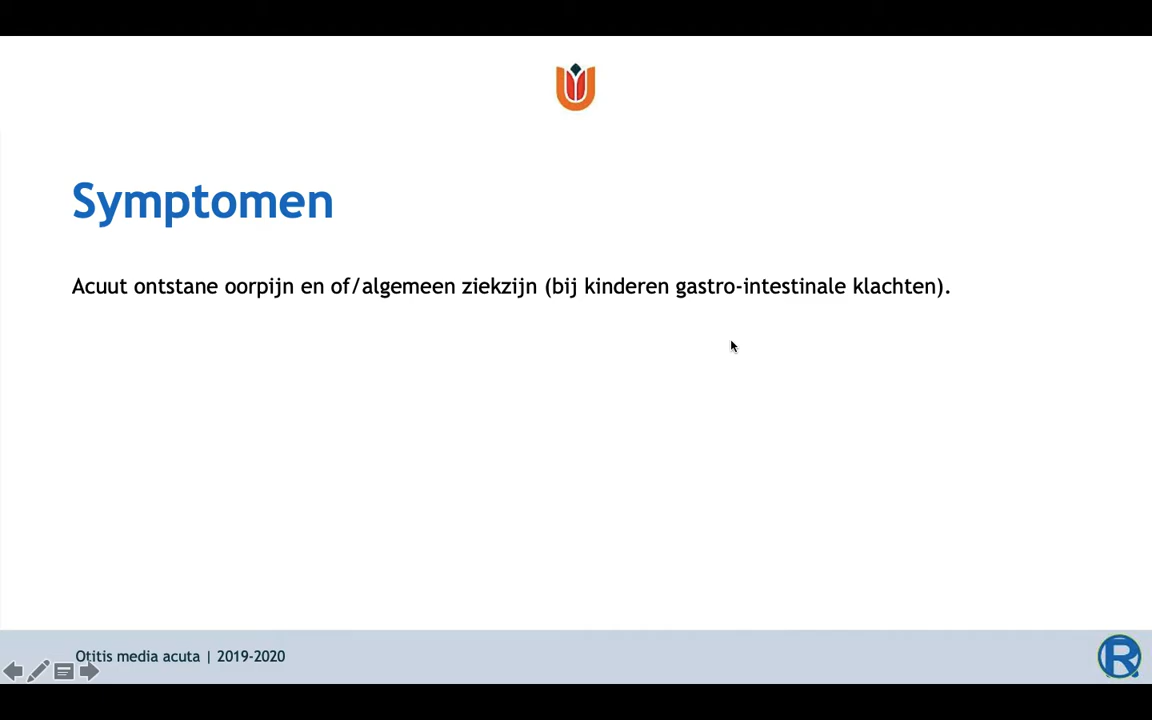 Symptomen
Acuut ontstane oorpijn en of/algemeen ziekzijn (bij kinderen gastro-intestinale klachten).
Otitis media acuta | 2019-2020
R